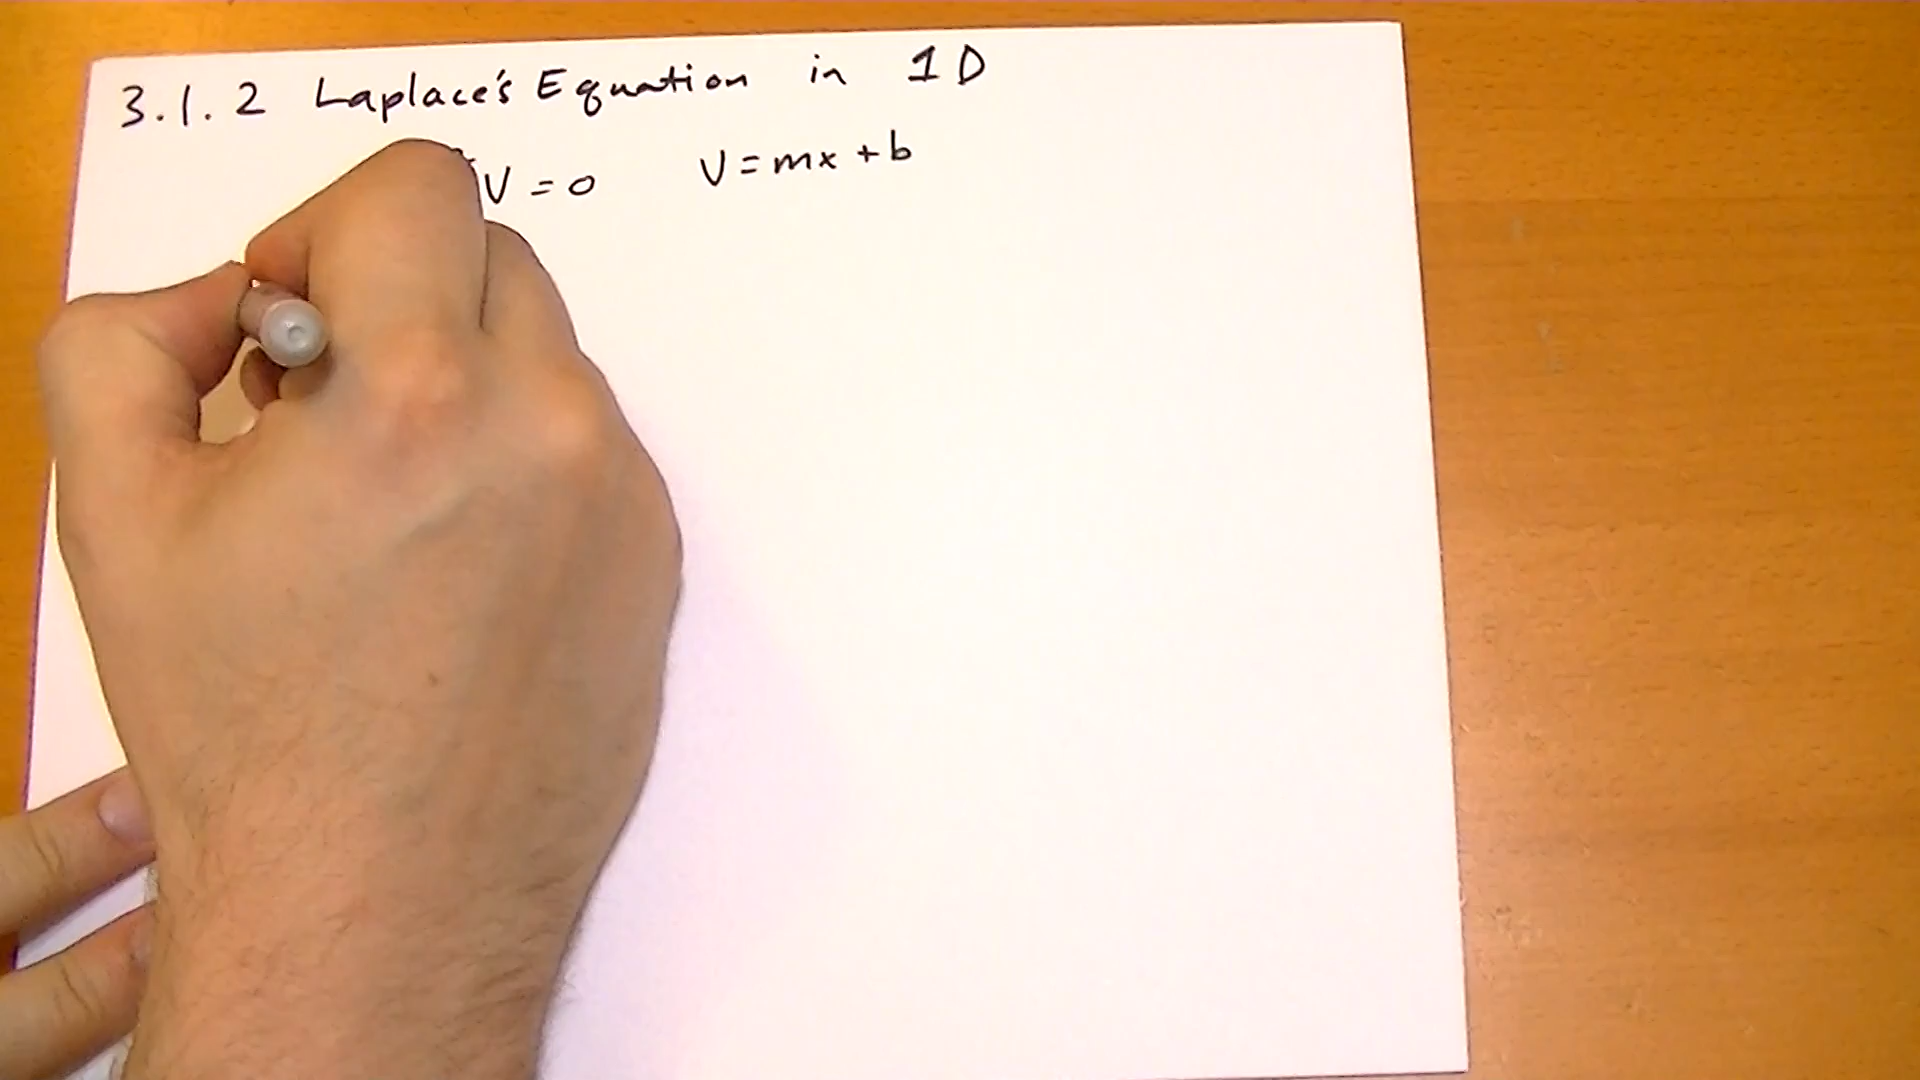 3.1.2 Laplace's Equation in 1D
V = 0 V = mx + b